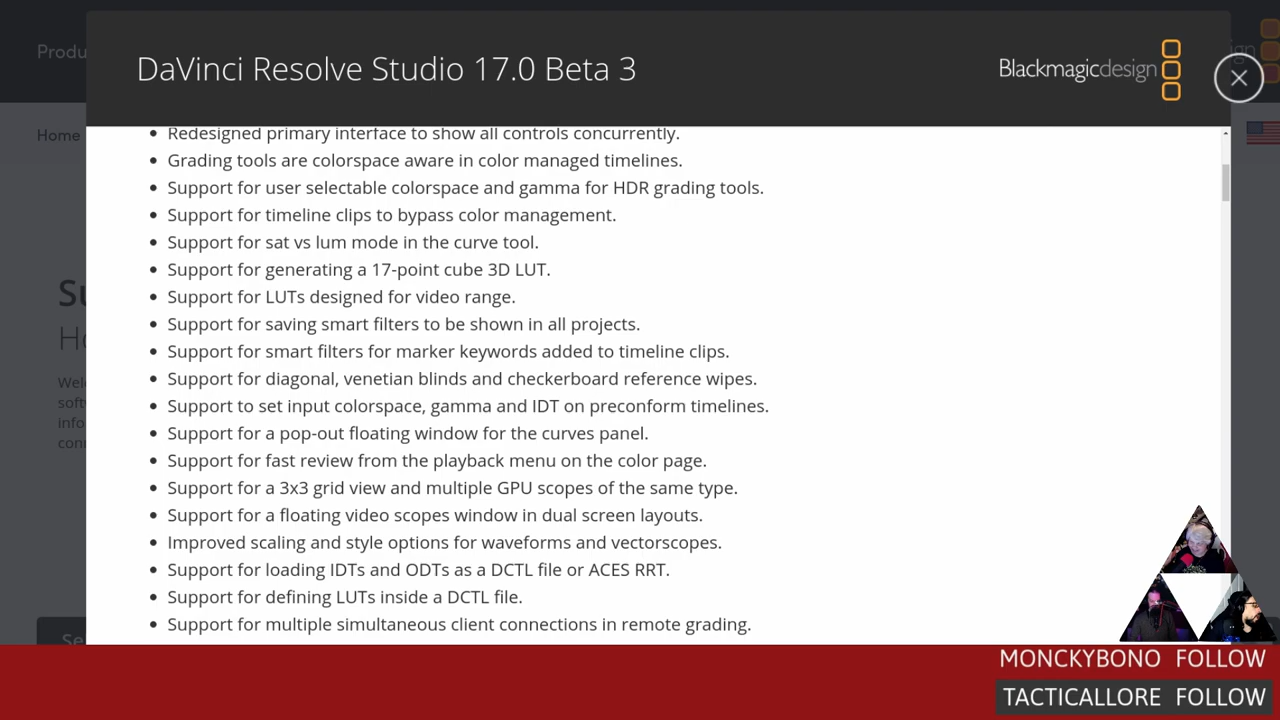 DaVinci Resolve Studio 17.0 Beta 3
Blackmagicdesign
Produ
Home
Redesigned primary interface to show all controls concurrently.
Grading tools are colorspace aware in color managed timelines.
Support for user selectable colorspace and gamma for HDR grading tools.
Support for timeline clips to bypass color management.
Support for sat vs lum mode in the curve tool.
Support for generating a 17-point cube 3D LUT.
Support for LUTs designed for video range.
Support for saving smart filters to be shown in all projects.
Support for smart filters for marker keywords added to timeline clips.
Support for diagonal, venetian blinds and checkerboard reference wipes.
Support to set input colorspace, gamma and IDT on preconform timelines.
Support for a pop-out floating window for the curves panel.
Support for fast review from the playback menu on the color page.
Support for a 3x3 grid view and multiple GPU scopes of the same type.
Support for a floating video scopes window in dual screen layouts.
Improved scaling and style options for waveforms and vectorscopes.
Support for loading IDTs and ODTs as a DCTL file or ACES RRT.
Support for defining LUTs inside a DCTL file.
Support for multiple simultaneous client connections in remote grading.
MONCKYBONO FOLLOW
TACTICALLORE FOLLOW